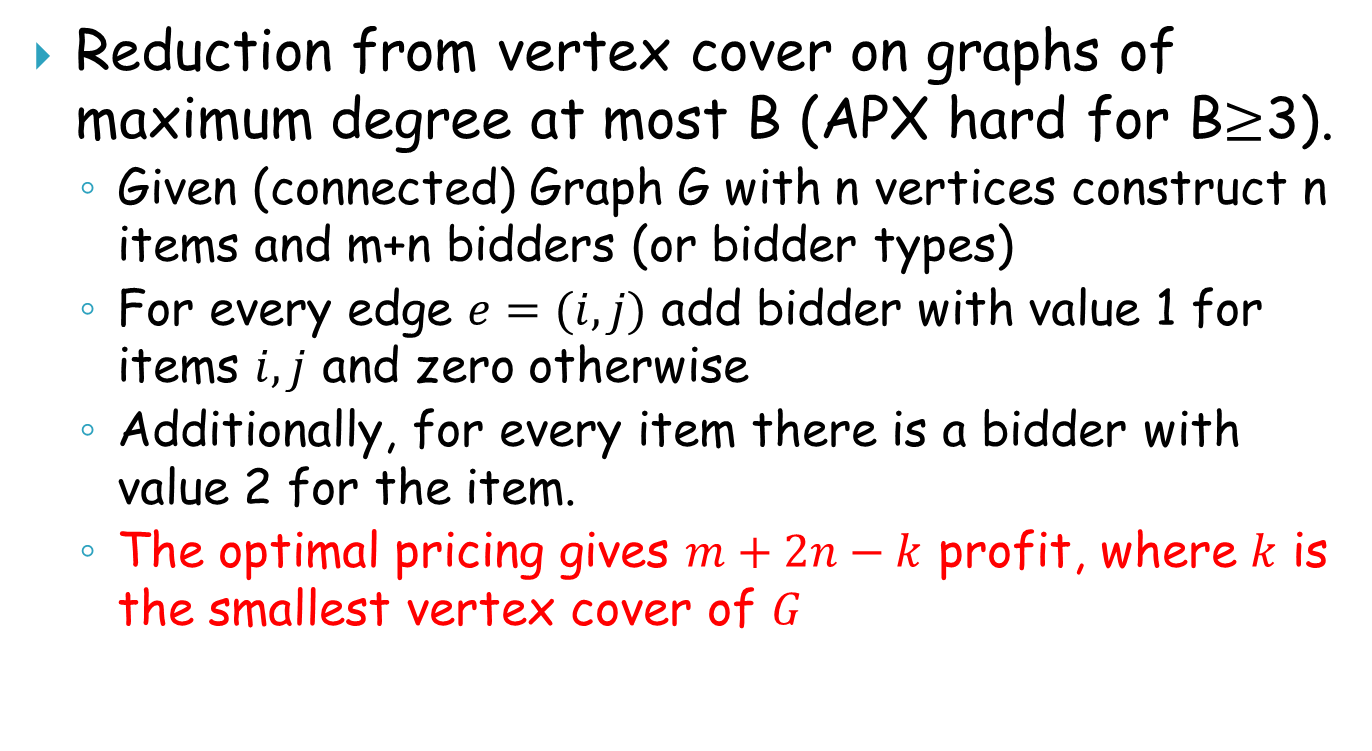 Reduction from vertex cover on graphs of
maximum degree at most B (APX hard for B≥3).
Given (connected) Graph G with n vertices construct n
items and m+n bidders (or bidder types)
For every edge e = (i, j) add bidder with value 1 for
items i, j and zero otherwise
Additionally, for every item there is a bidder with
value 2 for the item.
The optimal pricing gives m + 2n − k profit, where k is
the smallest vertex cover of G